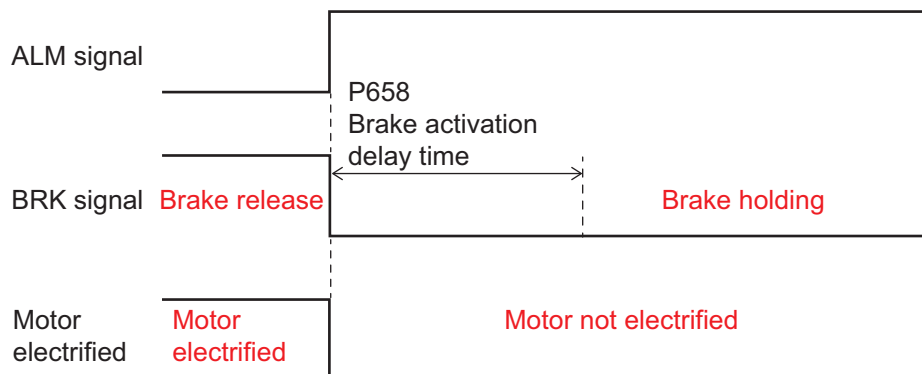 ALM signal
P658
Brake activation
delay time
BRK signal
Brake release
Brake holding
Motor
electrified
Motor
electrified
Motor not electrified